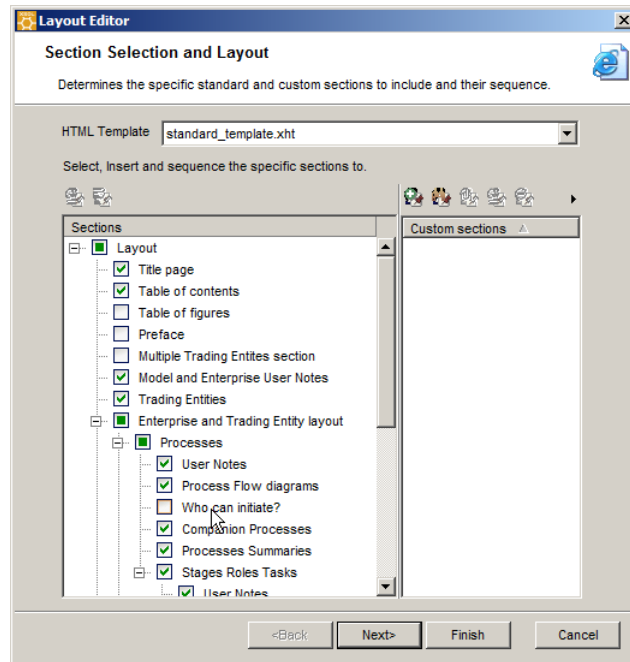 Layout Editor
Section Selection and Layout
Determines the specific standard and custom sections to include and their sequence.
HTML Template standard_template.xht
Select, Insert and sequence the specific sections to.
Sections
Custom sections
Layout
Title page
Table of contents
Table of figures
Preface
Multiple Trading Entites section
Model and Enterprise User Notes
Trading Entities
Enterprise and Trading Entity layout
Processes
User Notes
Process Flow diagrams
Who can initiate?
Companion Processes
Processes Summaries
Stages Roles Tasks
User Notes
<Back Next> Finish Cancel